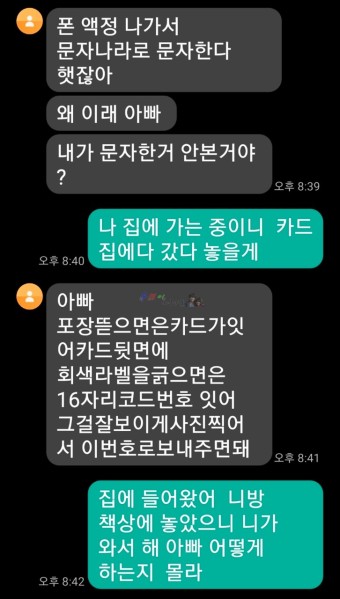 폰 액정 나가서
문자나라로 문자한다
햇잖아
왜 이래 아빠
내가 문자한거 안본거야
?
오후 8:39
나 집에 가는 중이니 카드
집에다 갔다 놓을게
오후 8:40
아빠
포장뜯으면은카드가잇
어카드뒷면에
회색라벨을긁으면은
16자리코드번호 잇어
그걸잘보이게사진찍어
서 이번호로보내주면돼
오후 8:41
집에 들어왔어 니방
책상에 놓았으니 니가
와서 해 아빠 어떻게
하는지 몰라
오후 8:42